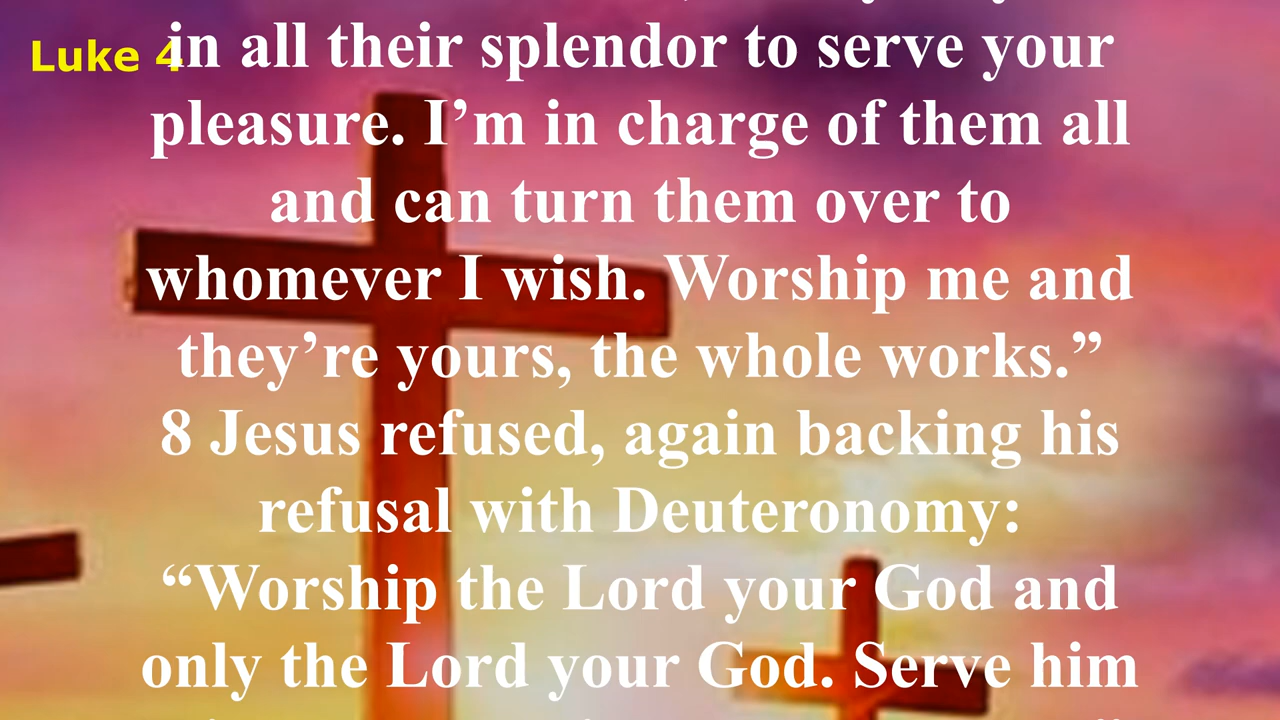 Luke 4
in all their splendor to serve your
pleasure. I’m in charge of them all
and can turn them over to
whomever I wish. Worship me and
they’re yours, the whole works.”
8 Jesus refused, again backing his
refusal with Deuteronomy:
“Worship the Lord your God and
only the Lord your God. Serve him